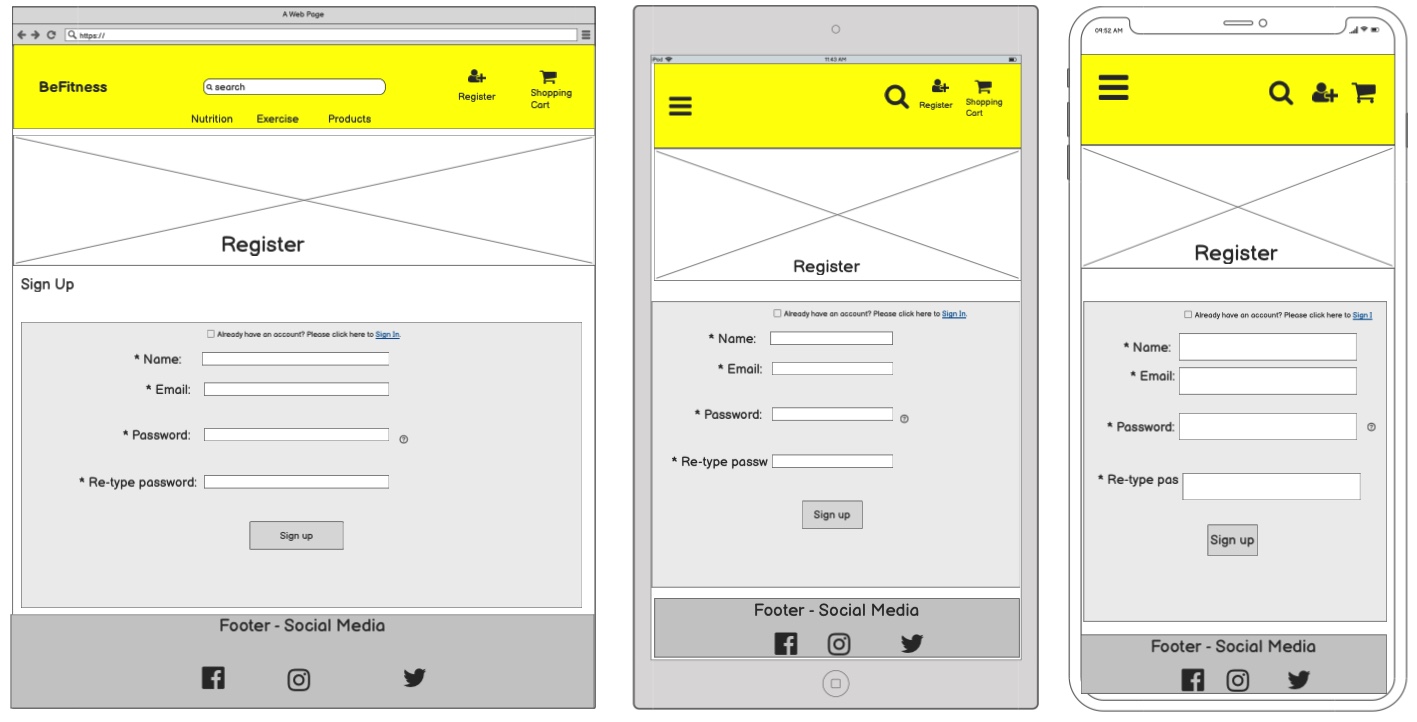 A Web Page
https://
BeFitness
search
Register
Shopping
Cart
Nutrition Exercise Products
Register
Sign Up
Already have an account? Please click here to Sign In.
* Name:
* Email:
* Password:
?
* Re-type password:
Sign up
Footer - Social Media
iPod
11:43 AM
Register
Shopping
Cart
Register
Already have an account? Please click here to Sign In.
* Name:
* Email:
* Password:
?
* Re-type passw
Sign up
Footer - Social Media
09:52 AM
Register
Already have an account? Please click here to Sign I
* Name:
* Email:
* Password:
?
* Re-type pas
Sign up
Footer - Social Media